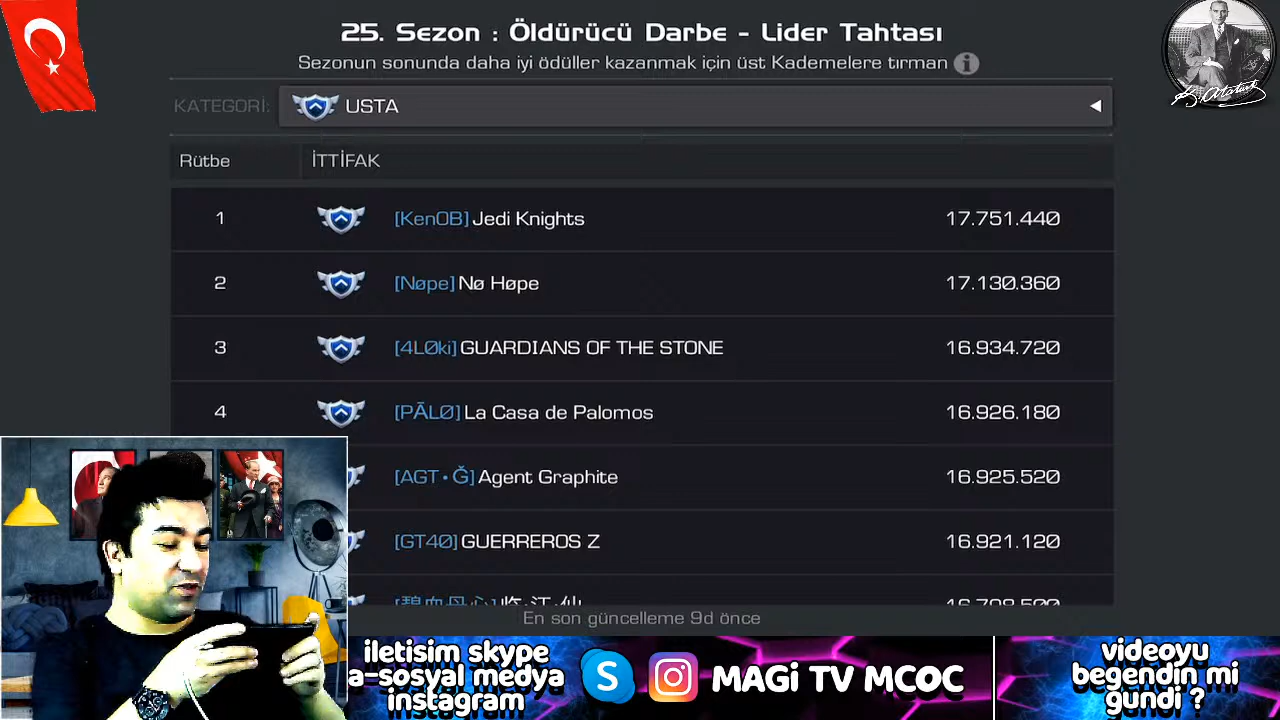 25. Sezon : Öldürücü Darbe - Lider Tahtası
Sezonun sonunda daha iyi ödüller kazanmak için üst Kademelere tırman
KATEGORİ: USTA
Rütbe İTTİFAK
1 [KenOB] Jedi Knights 17.751.440
2 [Nøpe] Nø Høpe 17.130.360
3 [4LØki] GUARDIANS OF THE STONE 16.934.720
4 [PĀLØ] La Casa de Palomos 16.926.180
[AGT•Ğ] Agent Graphite 16.925.520
[GT40] GUERREROS Z 16.921.120
En son güncelleme 9d önce
iletisim skype
a-sosyal medya
instagram
S
MAGi TV MCOC
videoyu
begendin mi
gundi ?
K. Atatürk